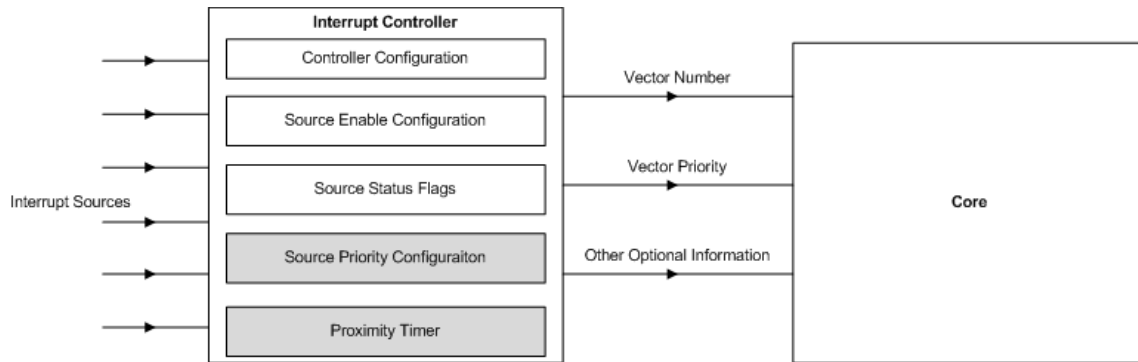 Interrupt Controller
Controller Configuration
Source Enable Configuration
Source Status Flags
Source Priority Configuraiton
Proximity Timer
Interrupt Sources
Vector Number
Vector Priority
Other Optional Information
Core